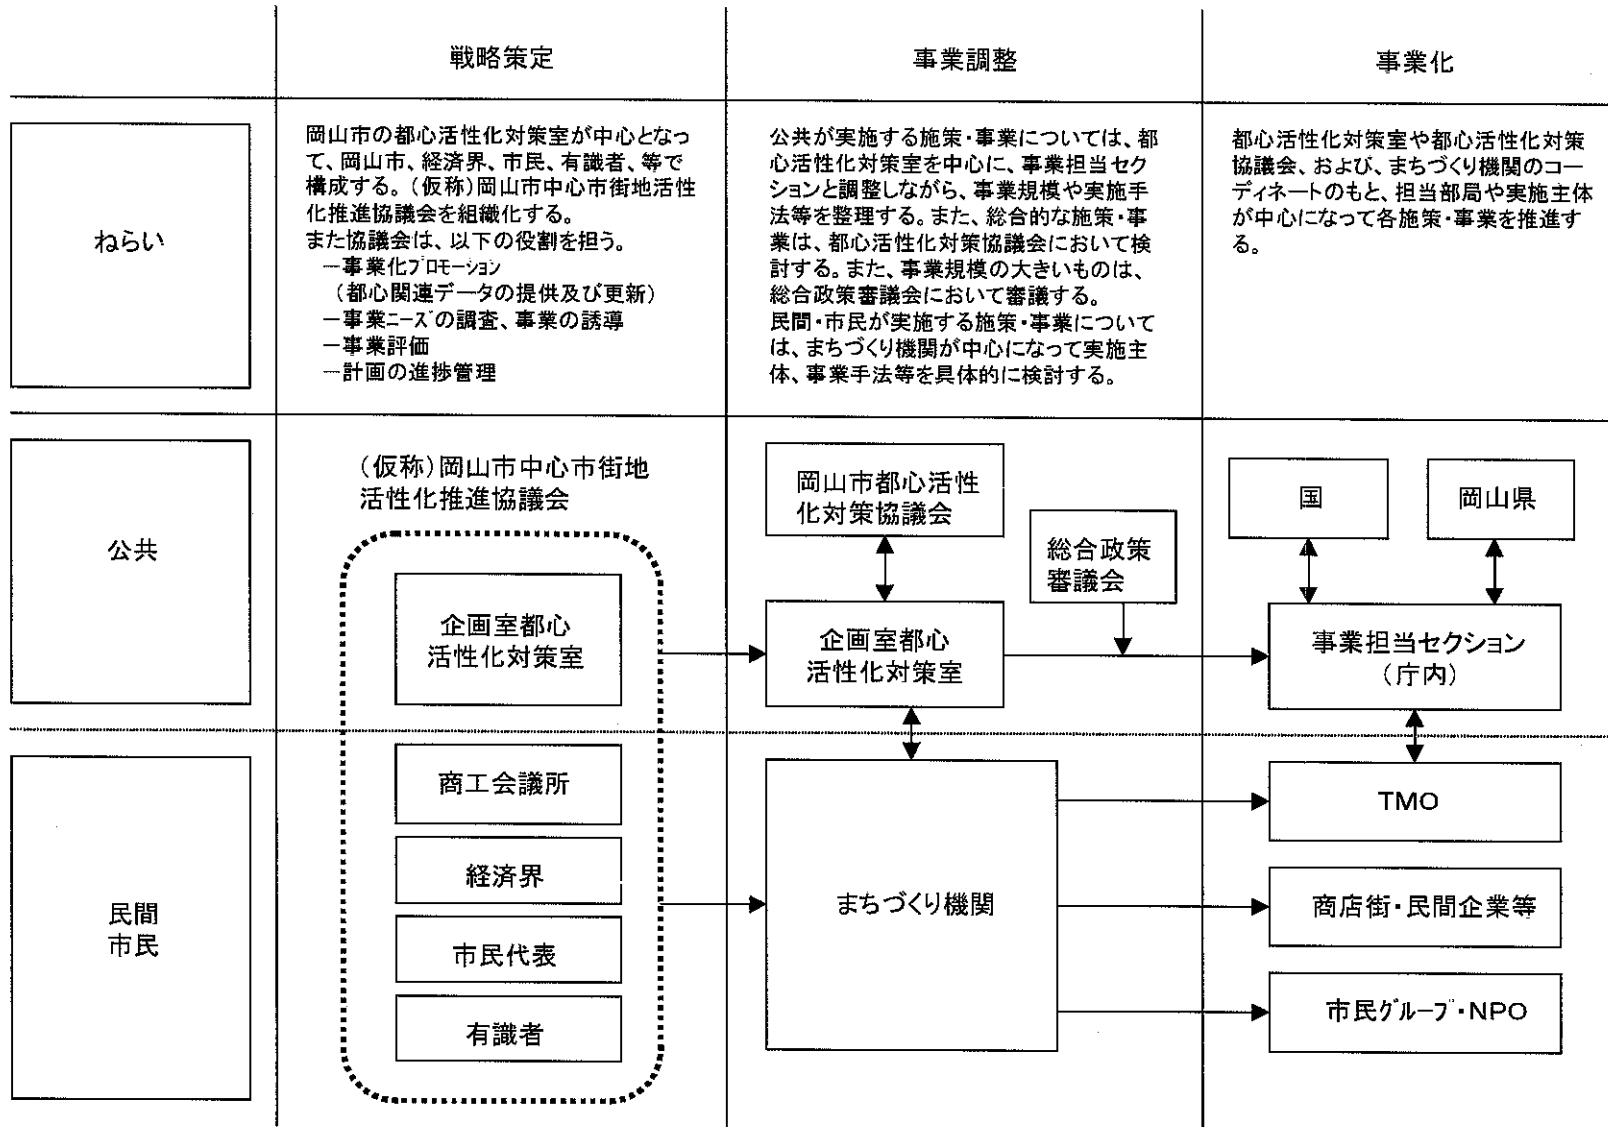 戦略策定
事業調整
事業化
ねらい
岡山市の都心活性化対策室が中心となっ
て、岡山市、経済界、市民、有識者、等で
構成する。(仮称)岡山市中心市街地活性
化推進協議会を組織化する。
また協議会は、以下の役割を担う。
―事業化プロモーション
(都心関連データの提供及び更新)
―事業ニーズの調査、事業の誘導
―事業評価
―計画の進捗管理
公共が実施する施策・事業については、都
心活性化対策室を中心に、事業担当セク
ションと調整しながら、事業規模や実施手
法等を整理する。また、総合的な施策・事
業は、都心活性化対策協議会において検
討する。また、事業規模の大きいものは、
総合政策審議会において審議する。
民間・市民が実施する施策・事業について
は、まちづくり機関が中心になって実施主
体、事業手法等を具体的に検討する。
都心活性化対策室や都心活性化対策
協議会、および、まちづくり機関のコー
ディネートのもと、担当部局や実施主体
が中心になって各施策・事業を推進す
る。
公共
(仮称)岡山市中心市街地
活性化推進協議会
企画室都心
活性化対策室
岡山市都心活性
化対策協議会
総合政策
審議会
企画室都心
活性化対策室
国
岡山県
事業担当セクション
(庁内)
民間
市民
商工会議所
経済界
市民代表
有識者
まちづくり機関
TMO
商店街・民間企業等
市民グループ・NPO